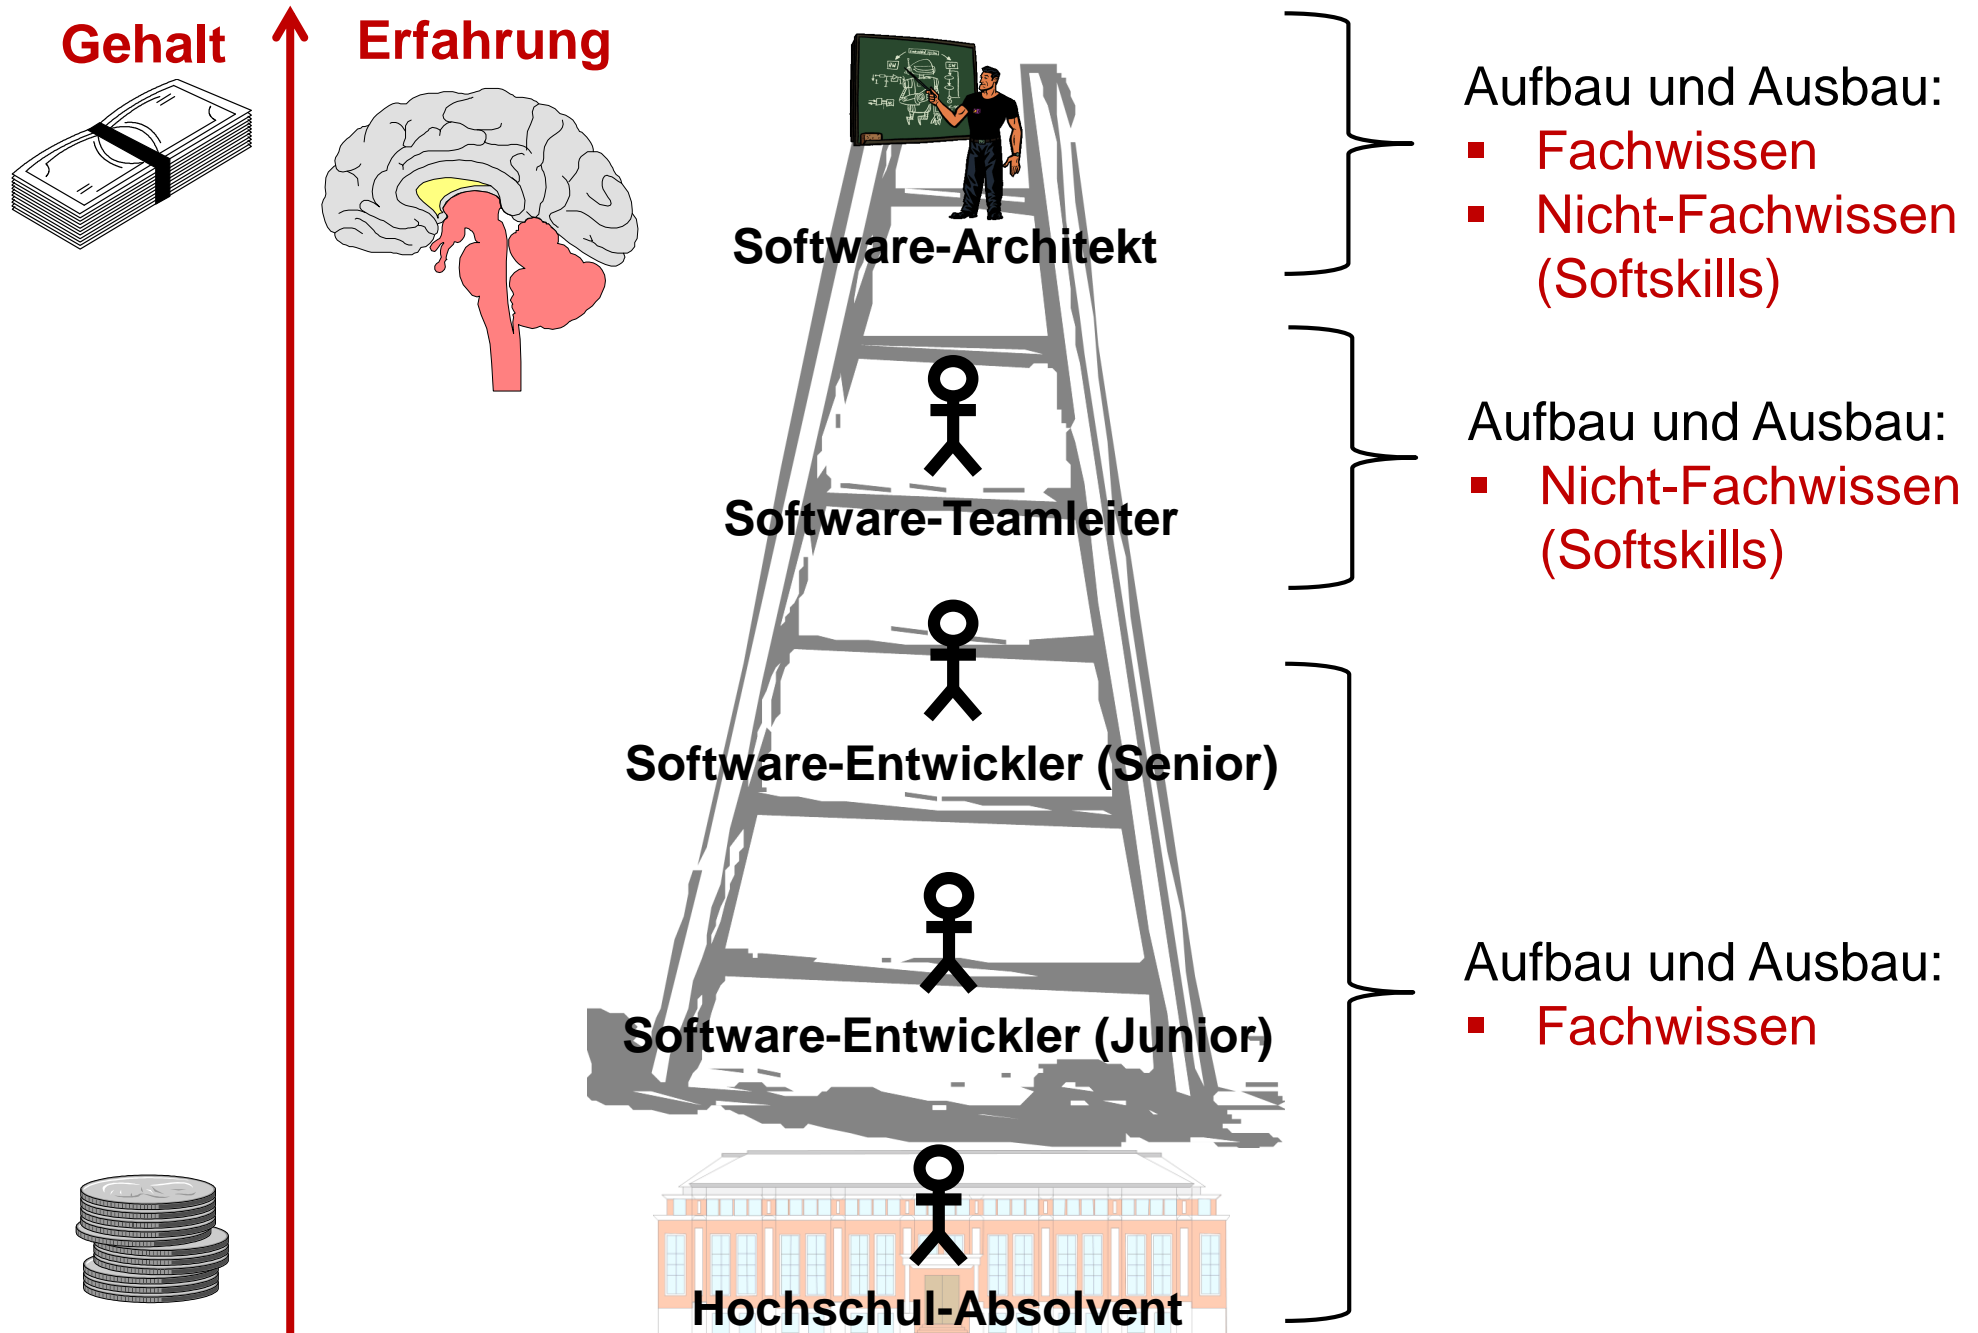 Gehalt
Erfahrung
Software-Architekt
Software-Teamleiter
Software-Entwickler (Senior)
Software-Entwickler (Junior)
Hochschul-Absolvent
Aufbau und Ausbau:
▪ Fachwissen
▪ Nicht-Fachwissen
(Softskills)
Aufbau und Ausbau:
▪ Nicht-Fachwissen
(Softskills)
Aufbau und Ausbau:
▪ Fachwissen